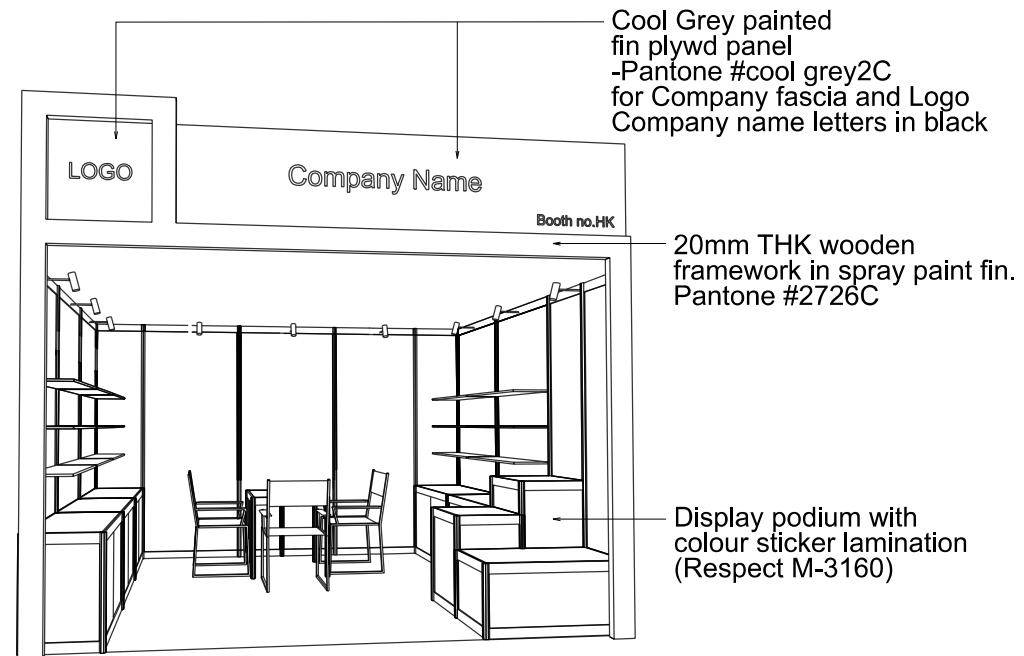 Cool Grey painted
fin plywd panel
-Pantone #cool grey2C
for Company fascia and Logo
Company name letters in black
LOGO
Company Name
Booth no.HK
20mm THK wooden
framework in spray paint fin.
Pantone #2726C
Display podium with
colour sticker lamination
(Respect M-3160)